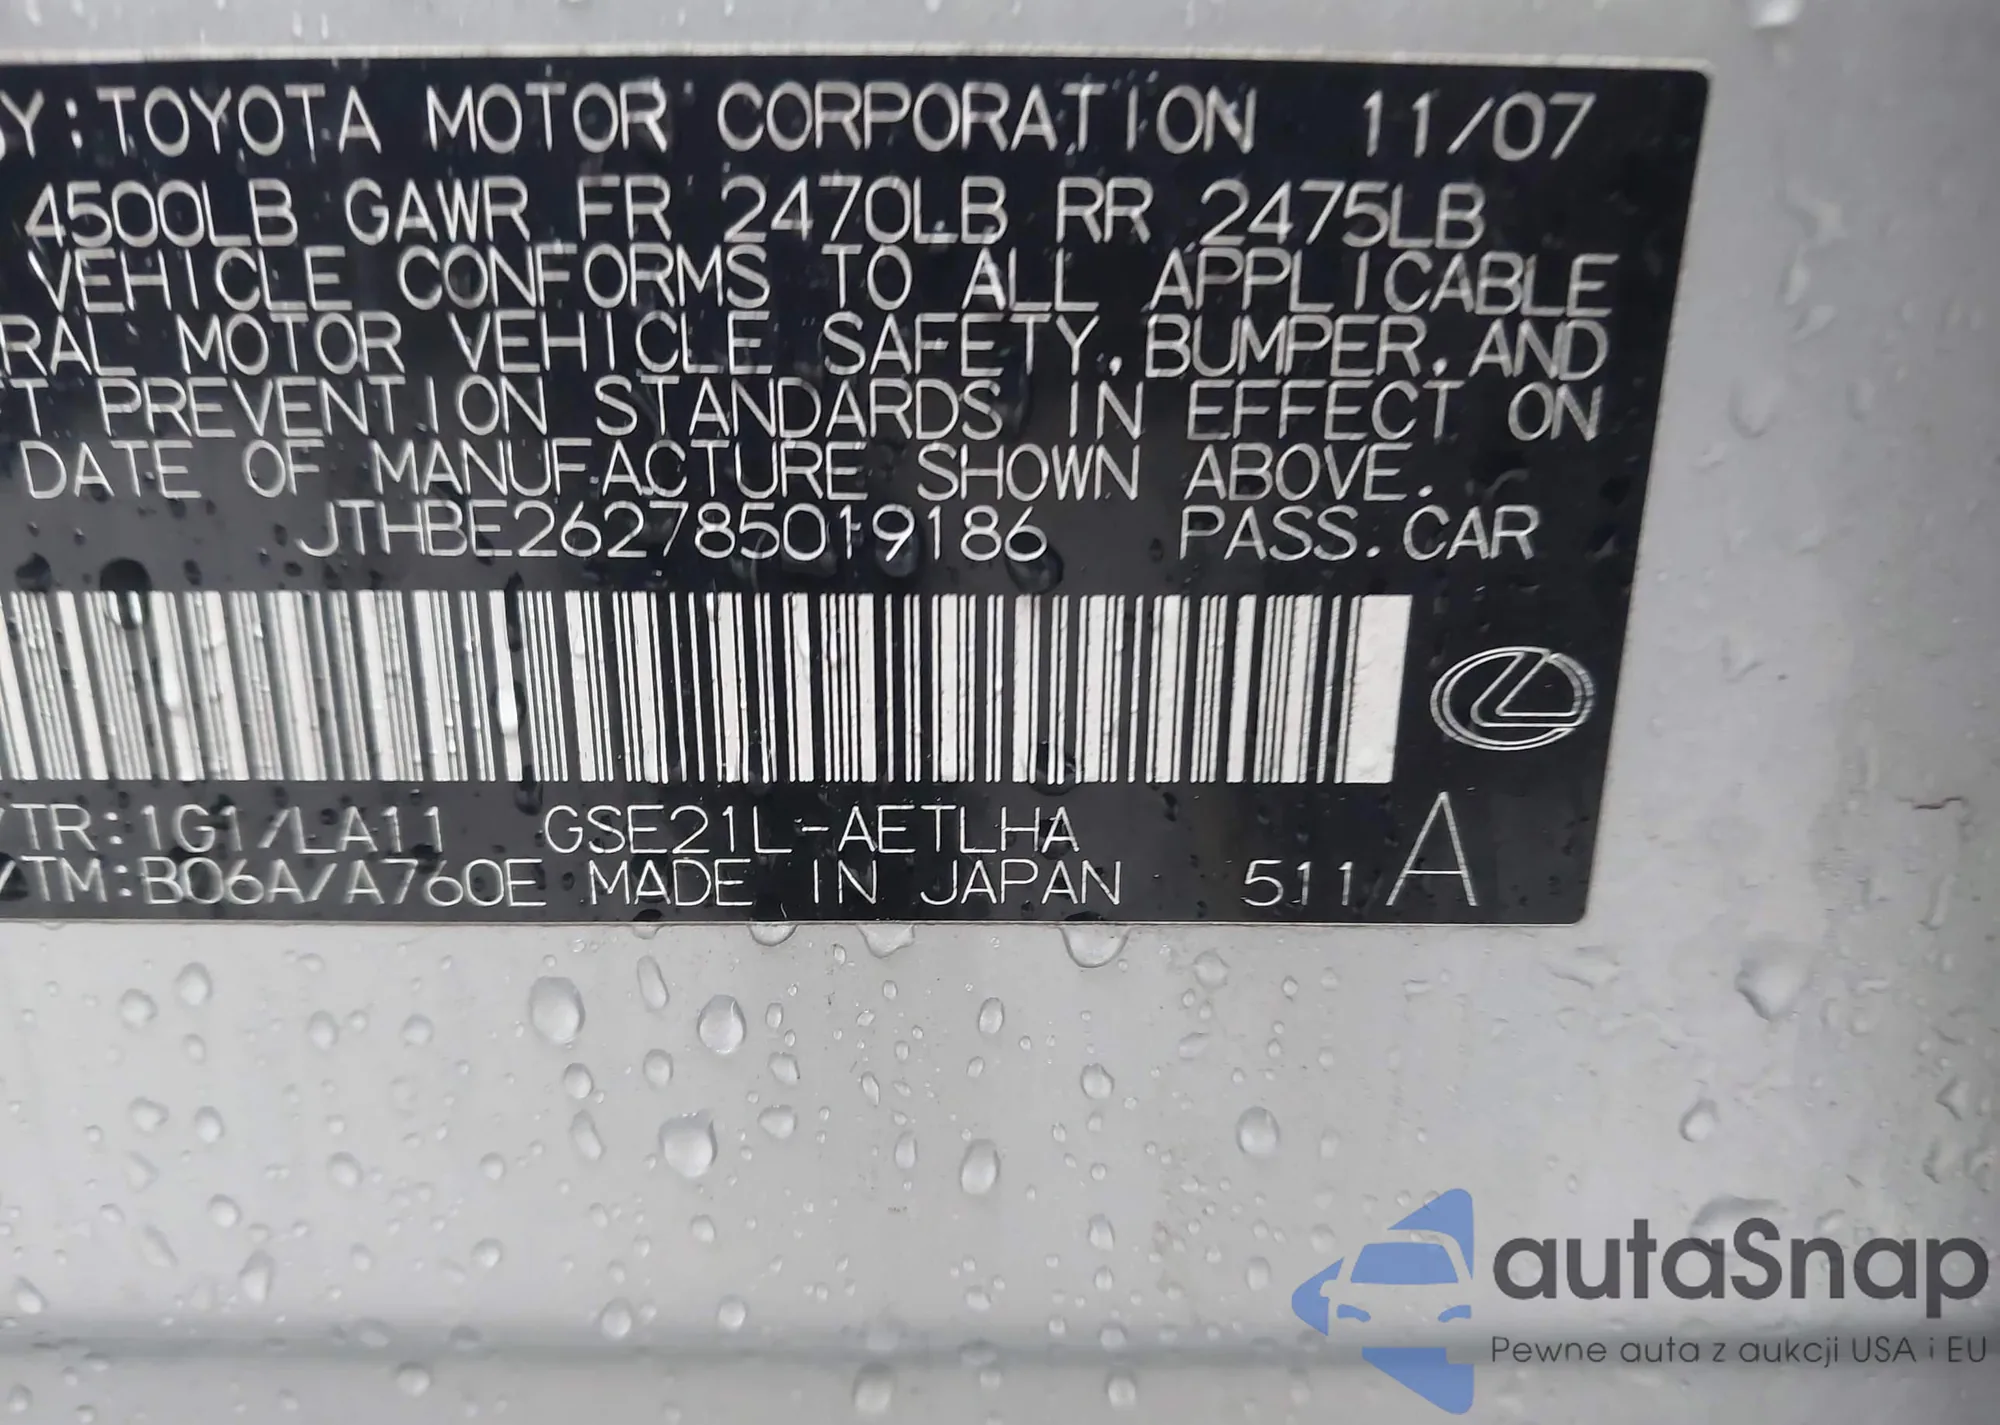 BY:TOYOTA MOTOR CORPORATION 11/07
4500LB GAWR FR 2470LB RR 2475LB
VEHICLE CONFORMS TO ALL APPLICABLE
RAL MOTOR VEHICLE SAFETY, BUMPER, AND
FT PREVENTION STANDARDS IN EFFECT ON
DATE OF MANUFACTURE SHOWN ABOVE.
JTHBE262785019186 PASS. CAR
/TR:1G1/LA11 GSE21L-AETLHA
/TM:B06A/A760E MADE IN JAPAN 511 A
autaSnap
Pewne auta z aukcji USA i EU